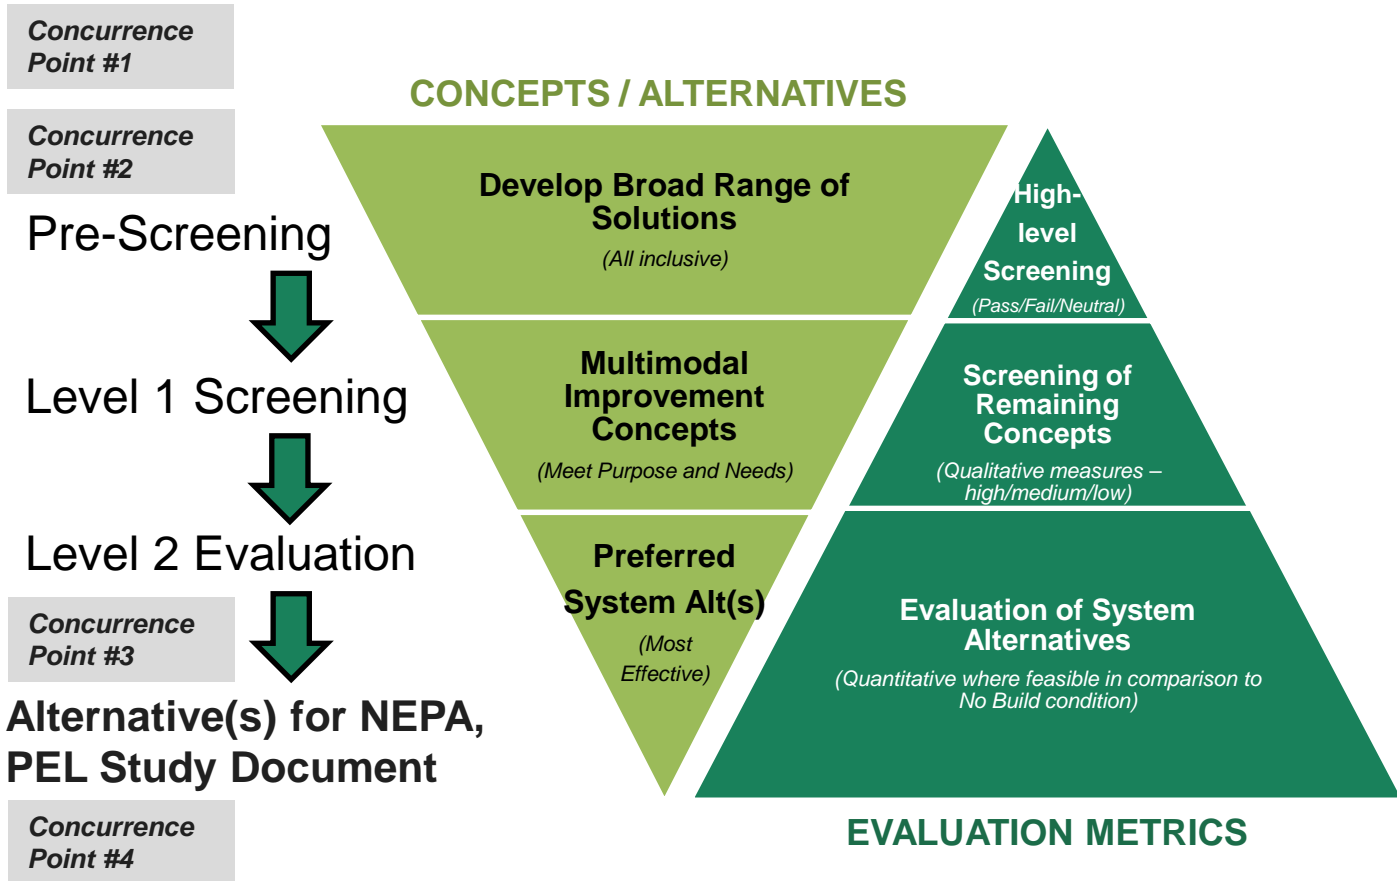 Concurrence
Point #1
Concurrence
Point #2
Pre-Screening
Level 1 Screening
Level 2 Evaluation
Concurrence
Point #3
Alternative(s) for NEPA,
PEL Study Document
Concurrence
Point #4
CONCEPTS / ALTERNATIVES
Develop Broad Range of
Solutions
(All inclusive)
Multimodal
Improvement
Concepts
(Meet Purpose and Needs)
Preferred
System Alt(s)
(Most
Effective)
High-
level
Screening
(Pass/Fail/Neutral)
Screening of
Remaining
Concepts
(Qualitative measures –
high/medium/low)
Evaluation of System
Alternatives
(Quantitative where feasible in comparison to
No Build condition)
EVALUATION METRICS